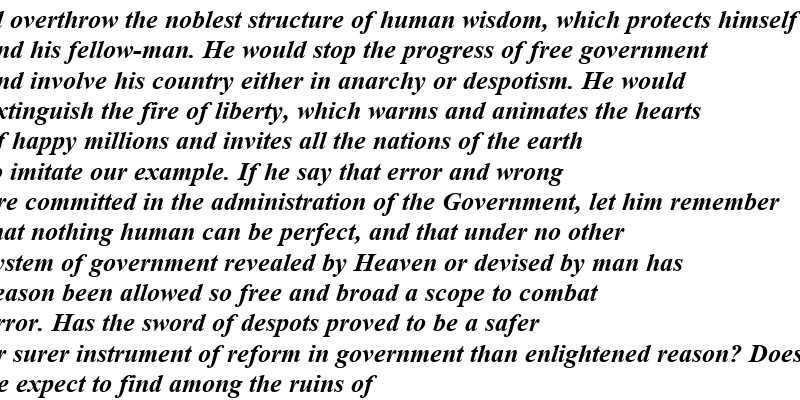 overthrow the noblest structure of human wisdom, which protects himself
nd his fellow-man. He would stop the progress of free government
nd involve his country either in anarchy or despotism. He would
xtinguish the fire of liberty, which warms and animates the hearts
f happy millions and invites all the nations of the earth
o imitate our example. If he say that error and wrong
re committed in the administration of the Government, let him remember
hat nothing human can be perfect, and that under no other
ystem of government revealed by Heaven or devised by man has
eason been allowed so free and broad a scope to combat
rror. Has the sword of despots proved to be a safer
r surer instrument of reform in government than enlightened reason? Does
e expect to find among the ruins of